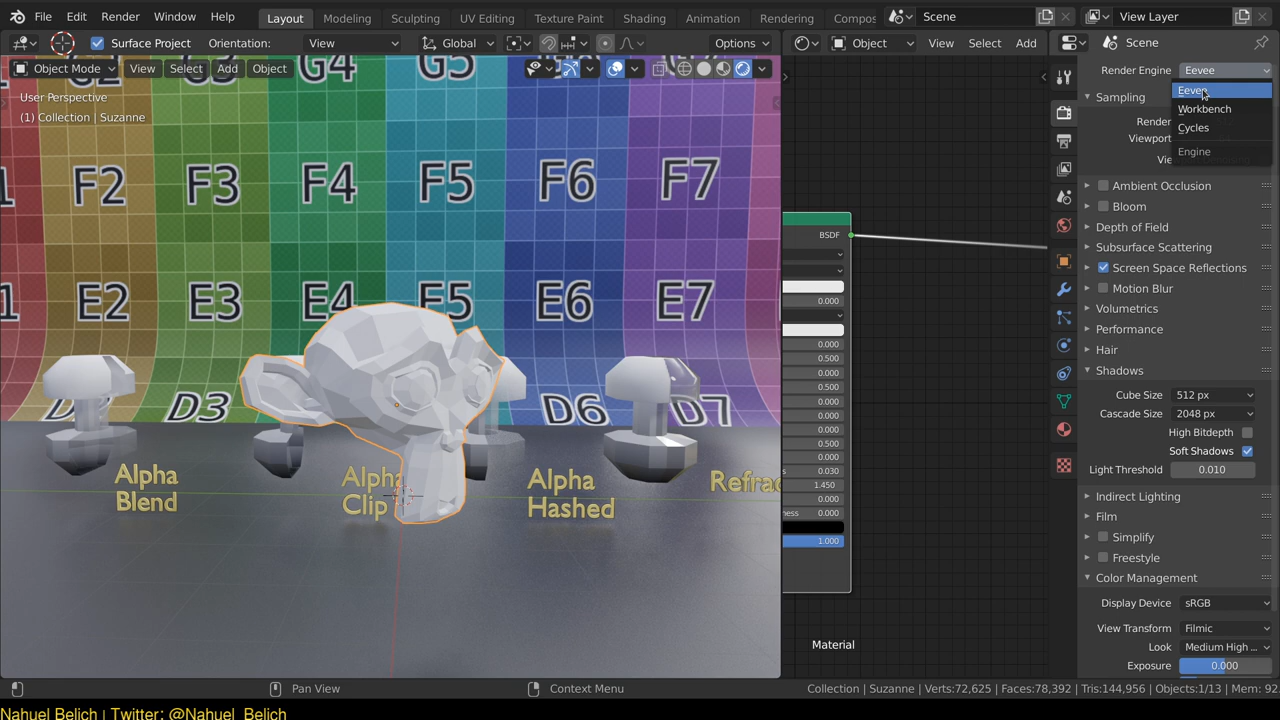 File Edit Render Window Help Layout Modeling Sculpting UV Editing Texture Paint Shading Animation Rendering Compos Scene View Layer
Surface Project Orientation: View Global Options Object View Select Add Scene
Object Mode View Select Add Object
User Perspective
(1) Collection | Suzanne
Render Engine Eevee
Eevee
Workbench
Cycles
Engine
Sampling
Render
Viewport
Ambient Occlusion
Bloom
Depth of Field
Subsurface Scattering
Screen Space Reflections
Motion Blur
Volumetrics
Performance
Hair
Shadows
Cube Size 512 px
Cascade Size 2048 px
High Bitdepth
Soft Shadows
Light Threshold 0.010
Indirect Lighting
Film
Simplify
Freestyle
Color Management
Display Device sRGB
View Transform Filmic
Look Medium High ...
Exposure 0.000
BSDF
0.000
0.000
0.500
0.000
0.500
0.000
0.000
0.000
0.500
0.000
0.030
1.450
0.000
0.000
1.000
Material
G4 G5
F2 F3 F4 F5 F6 F7
E2 E3 E4 E5 E6 E7
D3 D6 D7
Alpha Blend
Alpha Clip
Alpha Hashed
Refrac
Pan View Context Menu Collection | Suzanne | Verts:72,625 | Faces:78,392 | Tris:144,956 | Objects:1/13 | Mem: 92.
Nahuel Belich | Twitter: @Nahuel_Belich